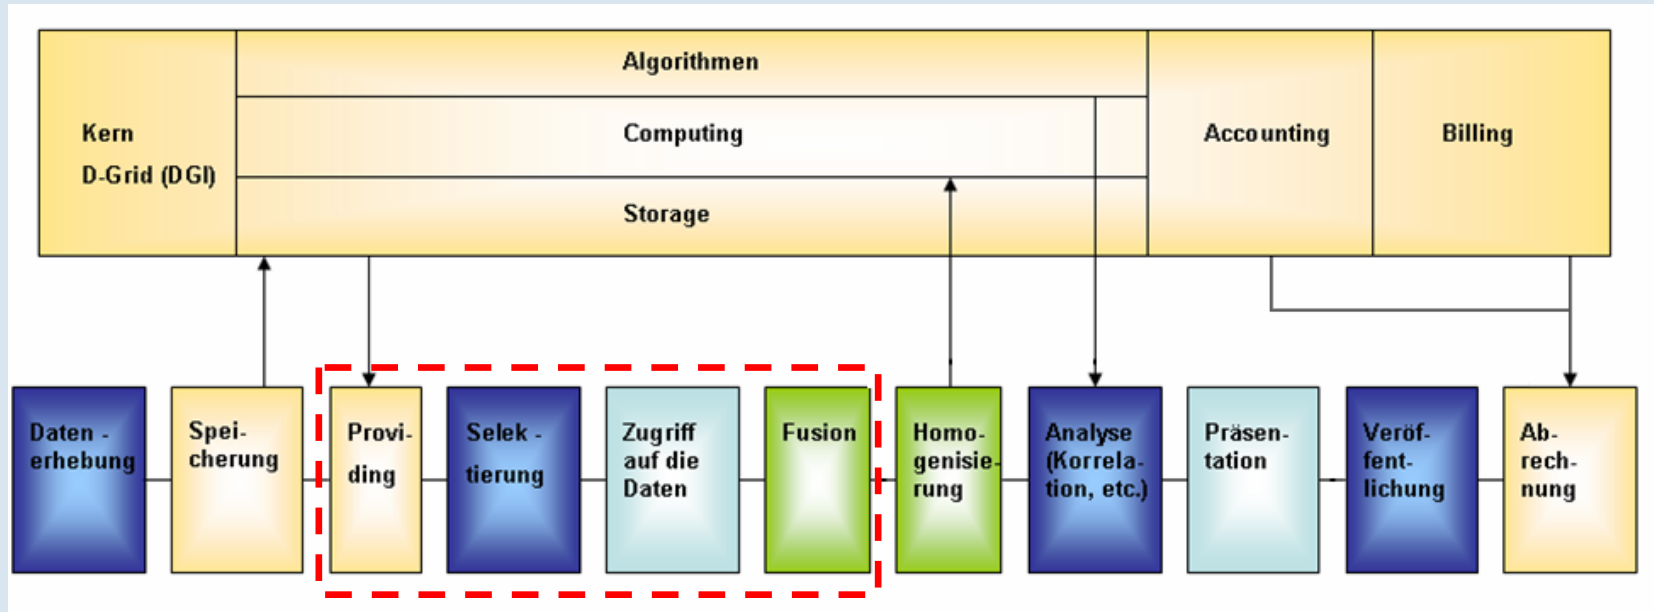 Algorithmen
Kern
D-Grid (DGI)
Computing
Accounting
Billing
Storage
Daten -
erhebung
Spei-
cherung
Provi-
ding
Selek -
tierung
Zugriff
auf die
Daten
Fusion
Homo-
genisie-
rung
Analyse
(Korrela-
tion, etc.)
Präsen-
tation
Veröf-
fent-
lichung
Ab-
rech-
nung